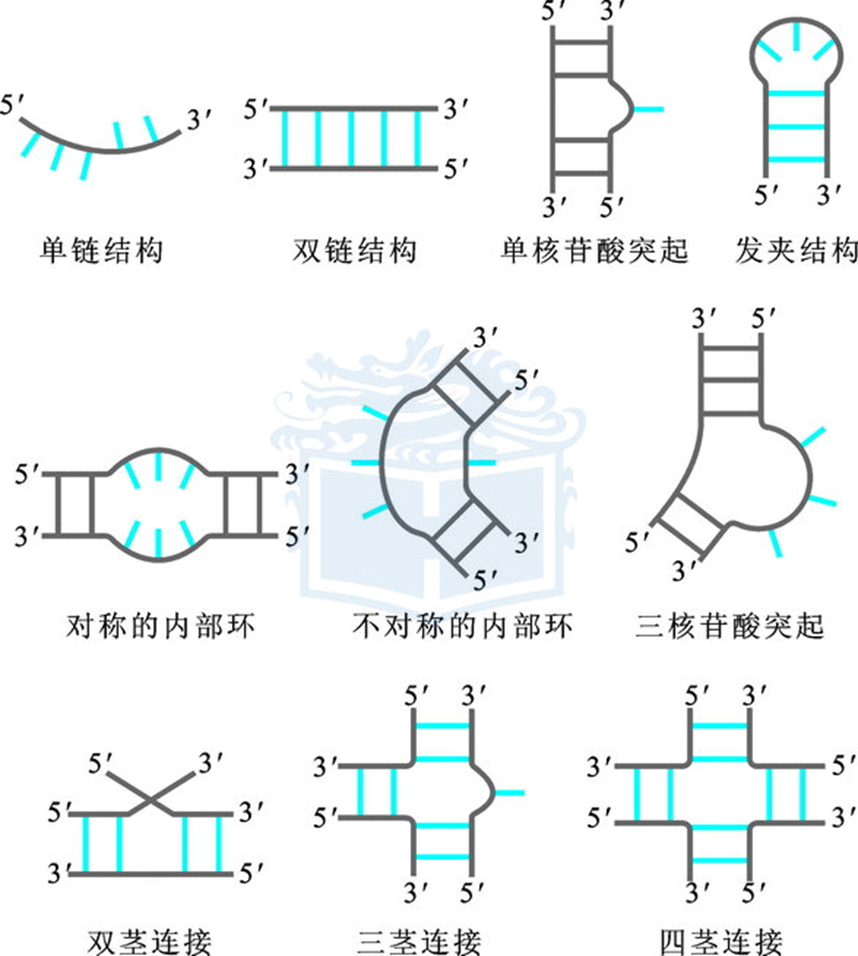 5′ 3′
5′ 3′ 5′ 3′
3′ 5′ 3′ 5′ 5′ 3′
单链结构 双链结构 单核苷酸突起 发夹结构
3′ 5′
3′
5′
5′ 3′
3′ 5′ 5′ 3′
5′ 3′
对称的内部环 不对称的内部环 三核苷酸突起
5′ 3′ 5′ 3′
5′ 3′ 3′ 3′ 5′
5′ 3′ 5′ 5′ 3′
3′ 5′ 3′ 5′ 3′ 5′
双茎连接 三茎连接 四茎连接